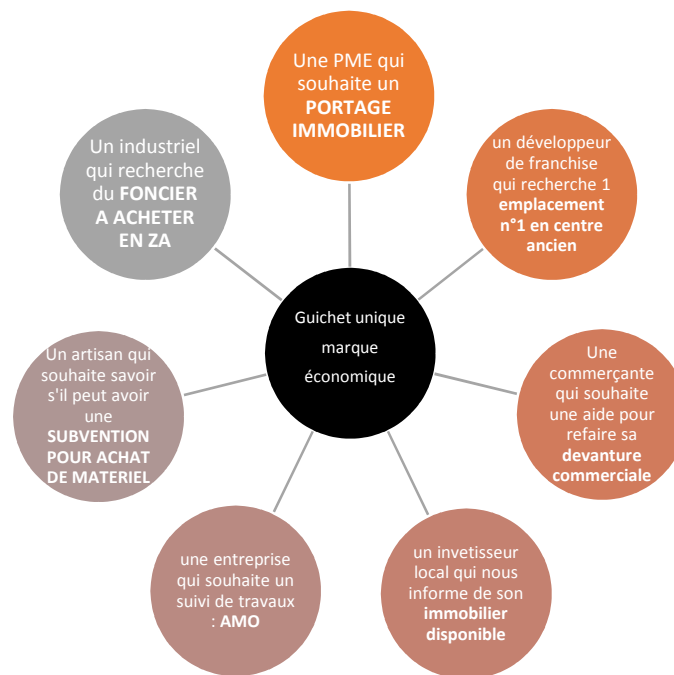 Une PME qui
souhaite un
PORTAGE
IMMOBILIER
un développeur
de franchise
qui recherche 1
emplacement
n°1 en centre
ancien
Une
commerçante
qui souhaite
une aide pour
refaire sa
devanture
commerciale
un invetisseur
local qui nous
informe de son
immobilier
disponible
une entreprise
qui souhaite un
suivi de travaux
: AMO
Un artisan qui
souhaite savoir
s'il peut avoir
une
SUBVENTION
POUR ACHAT
DE MATERIEL
Un industriel
qui recherche
du FONCIER
A ACHETER
EN ZA
Guichet unique
marque
économique